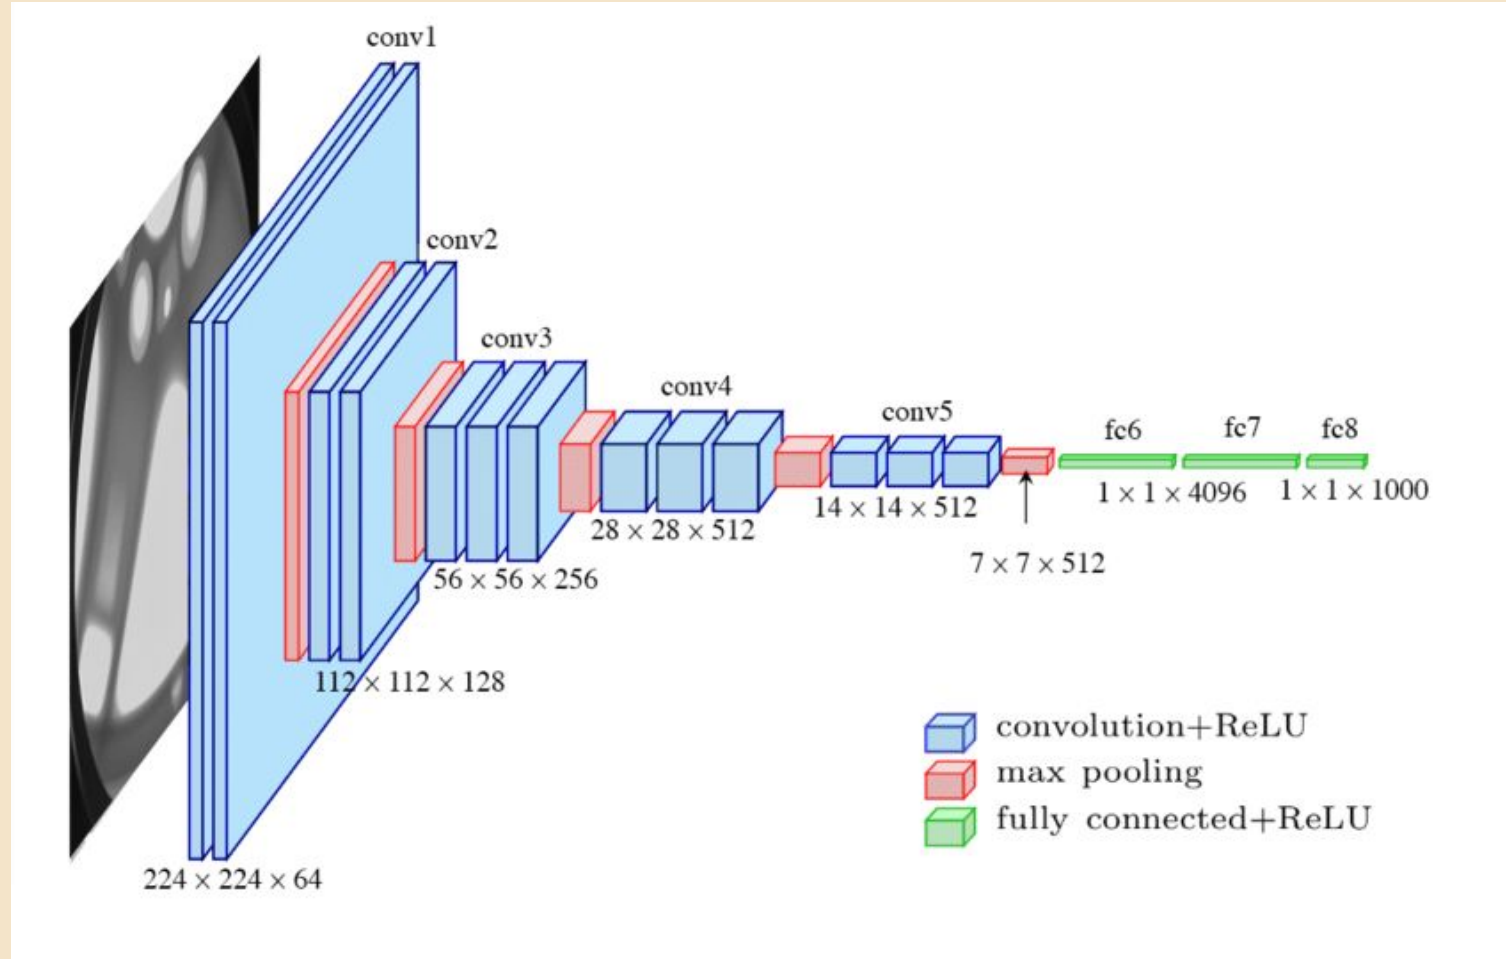 conv1
conv2
conv3
conv4
conv5
fc6
fc7
fc8
1 × 1 × 4096
1 × 1 × 1000
14 × 14 × 512
28 × 28 × 512
7 × 7 × 512
56 × 56 × 256
112 × 112 × 128
224 × 224 × 64
convolution+ReLU
max pooling
fully connected+ReLU